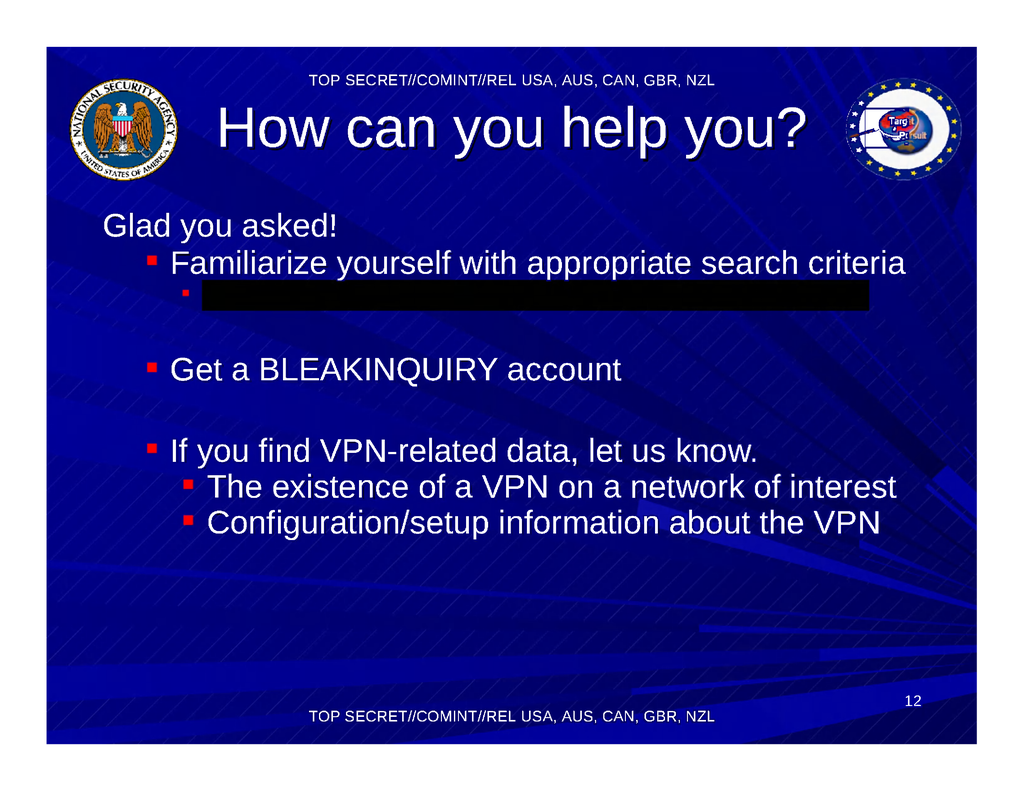 TOP SECRET//COMINT//REL USA, AUS, CAN, GBR, NZL
NATIONAL SECURITY AGENCY
UNITED STATES OF AMERICA
How can you help you?
Target
Pursuit
Glad you asked!
Familiarize yourself with appropriate search criteria
Get a BLEAKINQUIRY account
If you find VPN-related data, let us know.
The existence of a VPN on a network of interest
Configuration/setup information about the VPN
12
TOP SECRET//COMINT//REL USA, AUS, CAN, GBR, NZL